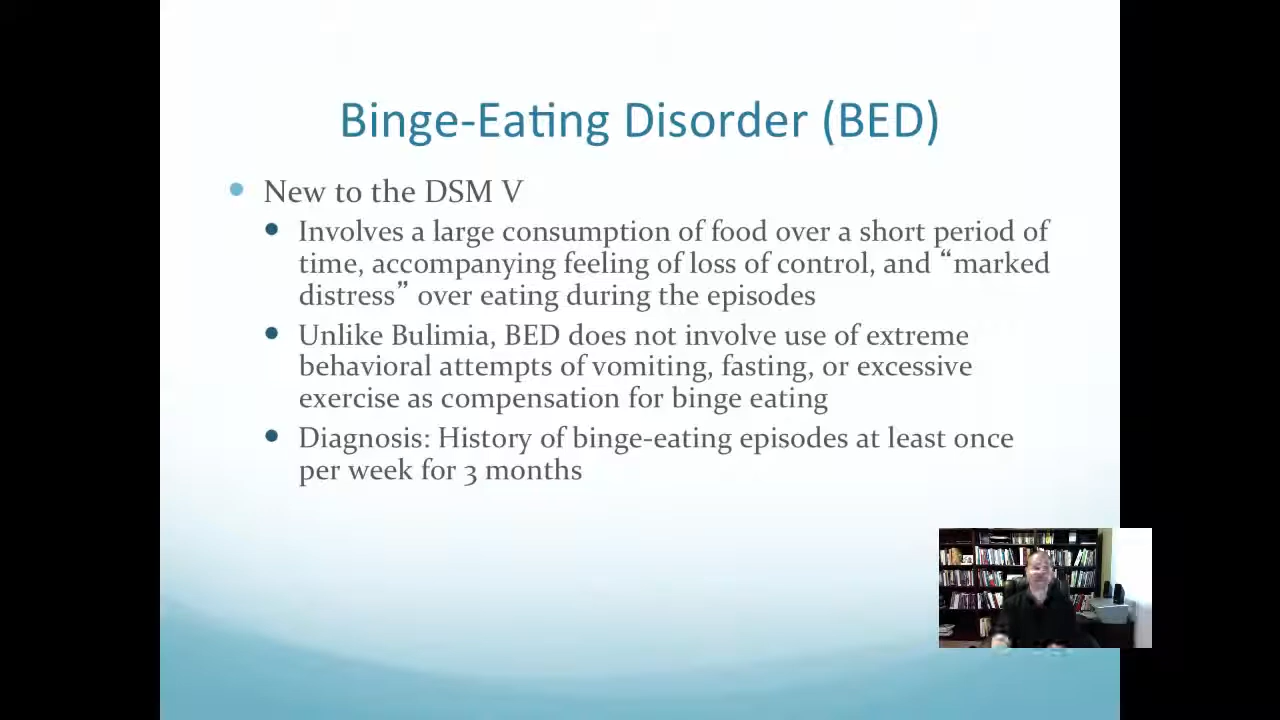 Binge-Eating Disorder (BED)
New to the DSM V
Involves a large consumption of food over a short period of
time, accompanying feeling of loss of control, and “marked
distress” over eating during the episodes
Unlike Bulimia, BED does not involve use of extreme
behavioral attempts of vomiting, fasting, or excessive
exercise as compensation for binge eating
Diagnosis: History of binge-eating episodes at least once
per week for 3 months